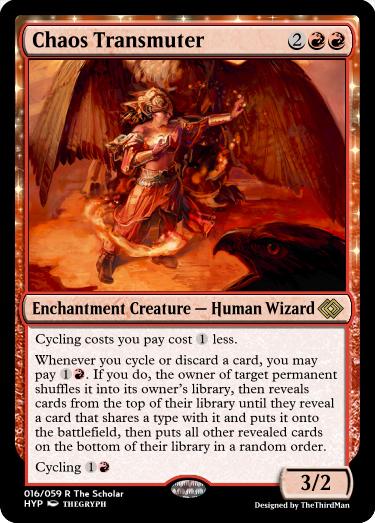 Chaos Transmuter 2
Enchantment Creature — Human Wizard
Cycling costs you pay cost 1 less.
Whenever you cycle or discard a card, you may
pay 1. If you do, the owner of target permanent
shuffles it into its owner's library, then reveals
cards from the top of their library until they reveal
a card that shares a type with it and puts it onto
the battlefield, then puts all other revealed cards
on the bottom of their library in a random order.
Cycling 1
3/2
016/059 R The Scholar
HYP THEGRYPH
Designed by TheThirdMan